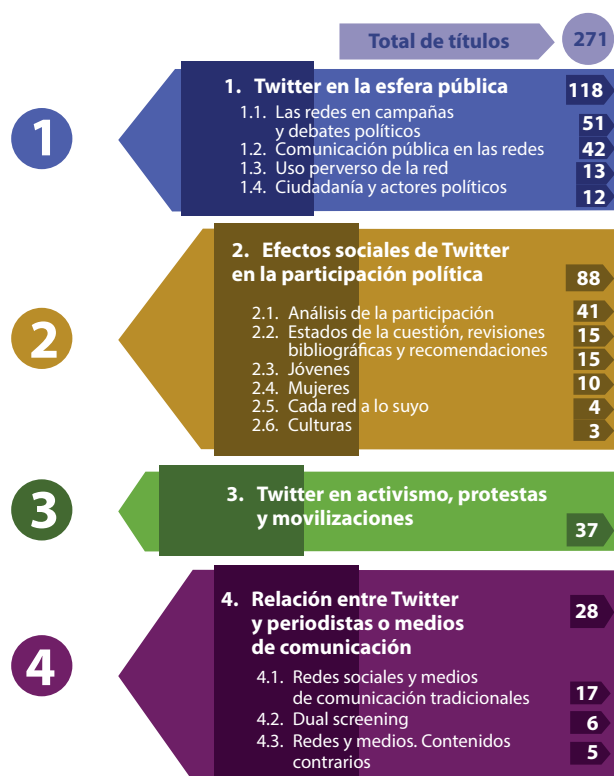 Total de títulos 271
1
1. Twitter en la esfera pública 118
1.1. Las redes en campañas
y debates políticos 51
1.2. Comunicación pública en las redes 42
1.3. Uso perverso de la red 13
1.4. Ciudadanía y actores políticos 12
2
2. Efectos sociales de Twitter
en la participación política 88
2.1. Análisis de la participación 41
2.2. Estados de la cuestión, revisiones 15
bibliográficas y recomendaciones
2.3. Jóvenes 15
2.4. Mujeres 10
2.5. Cada red a lo suyo 4
2.6. Culturas 3
3
3. Twitter en activismo, protestas
y movilizaciones 37
4
4. Relación entre Twitter 28
y periodistas o medios
de comunicación
4.1. Redes sociales y medios
de comunicación tradicionales 17
4.2. Dual screening 6
4.3. Redes y medios. Contenidos 5
contrarios